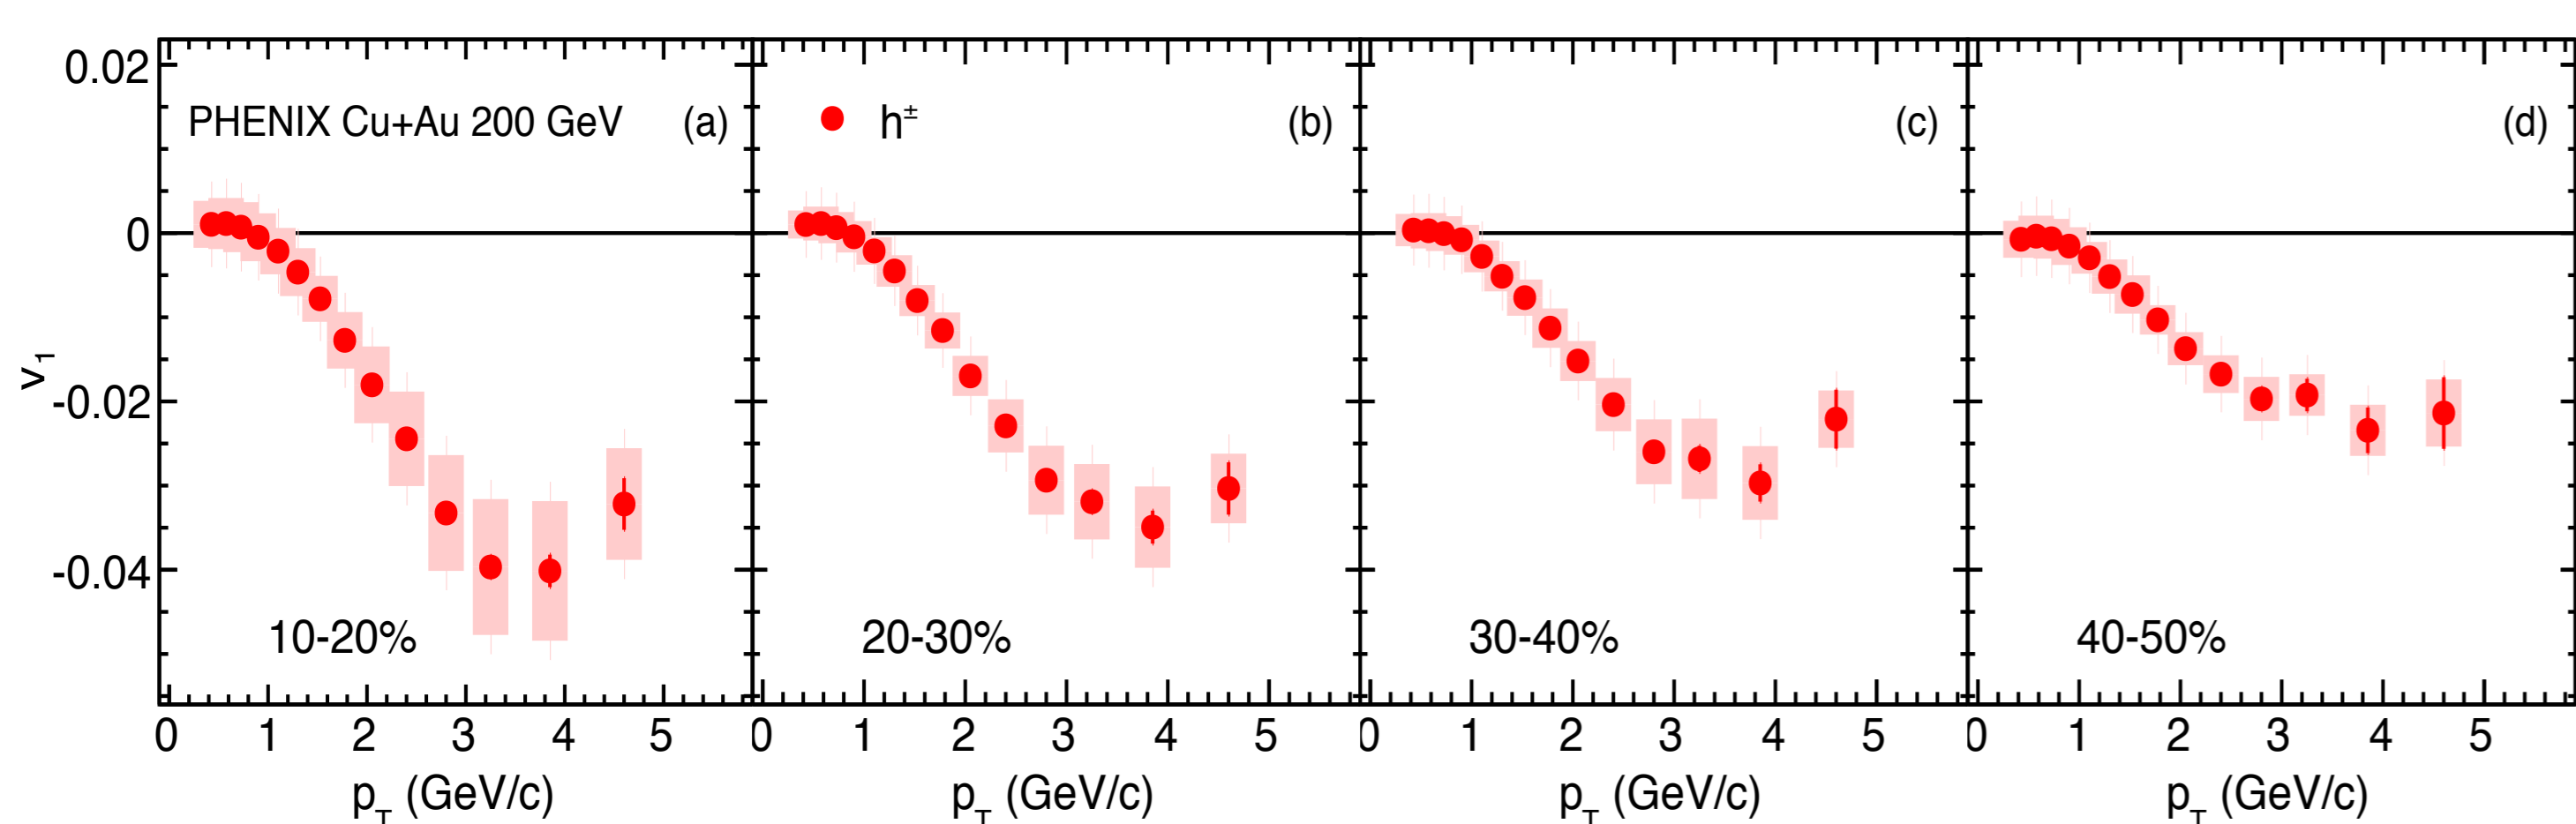 0.02
0
-0.02
-0.04
v1
PHENIX Cu+Au 200 GeV (a)
h± (b)
(c)
(d)
10-20%
20-30%
30-40%
40-50%
0 1 2 3 4 5
0 1 2 3 4 5
0 1 2 3 4 5
0 1 2 3 4 5
pT (GeV/c)
pT (GeV/c)
pT (GeV/c)
pT (GeV/c)